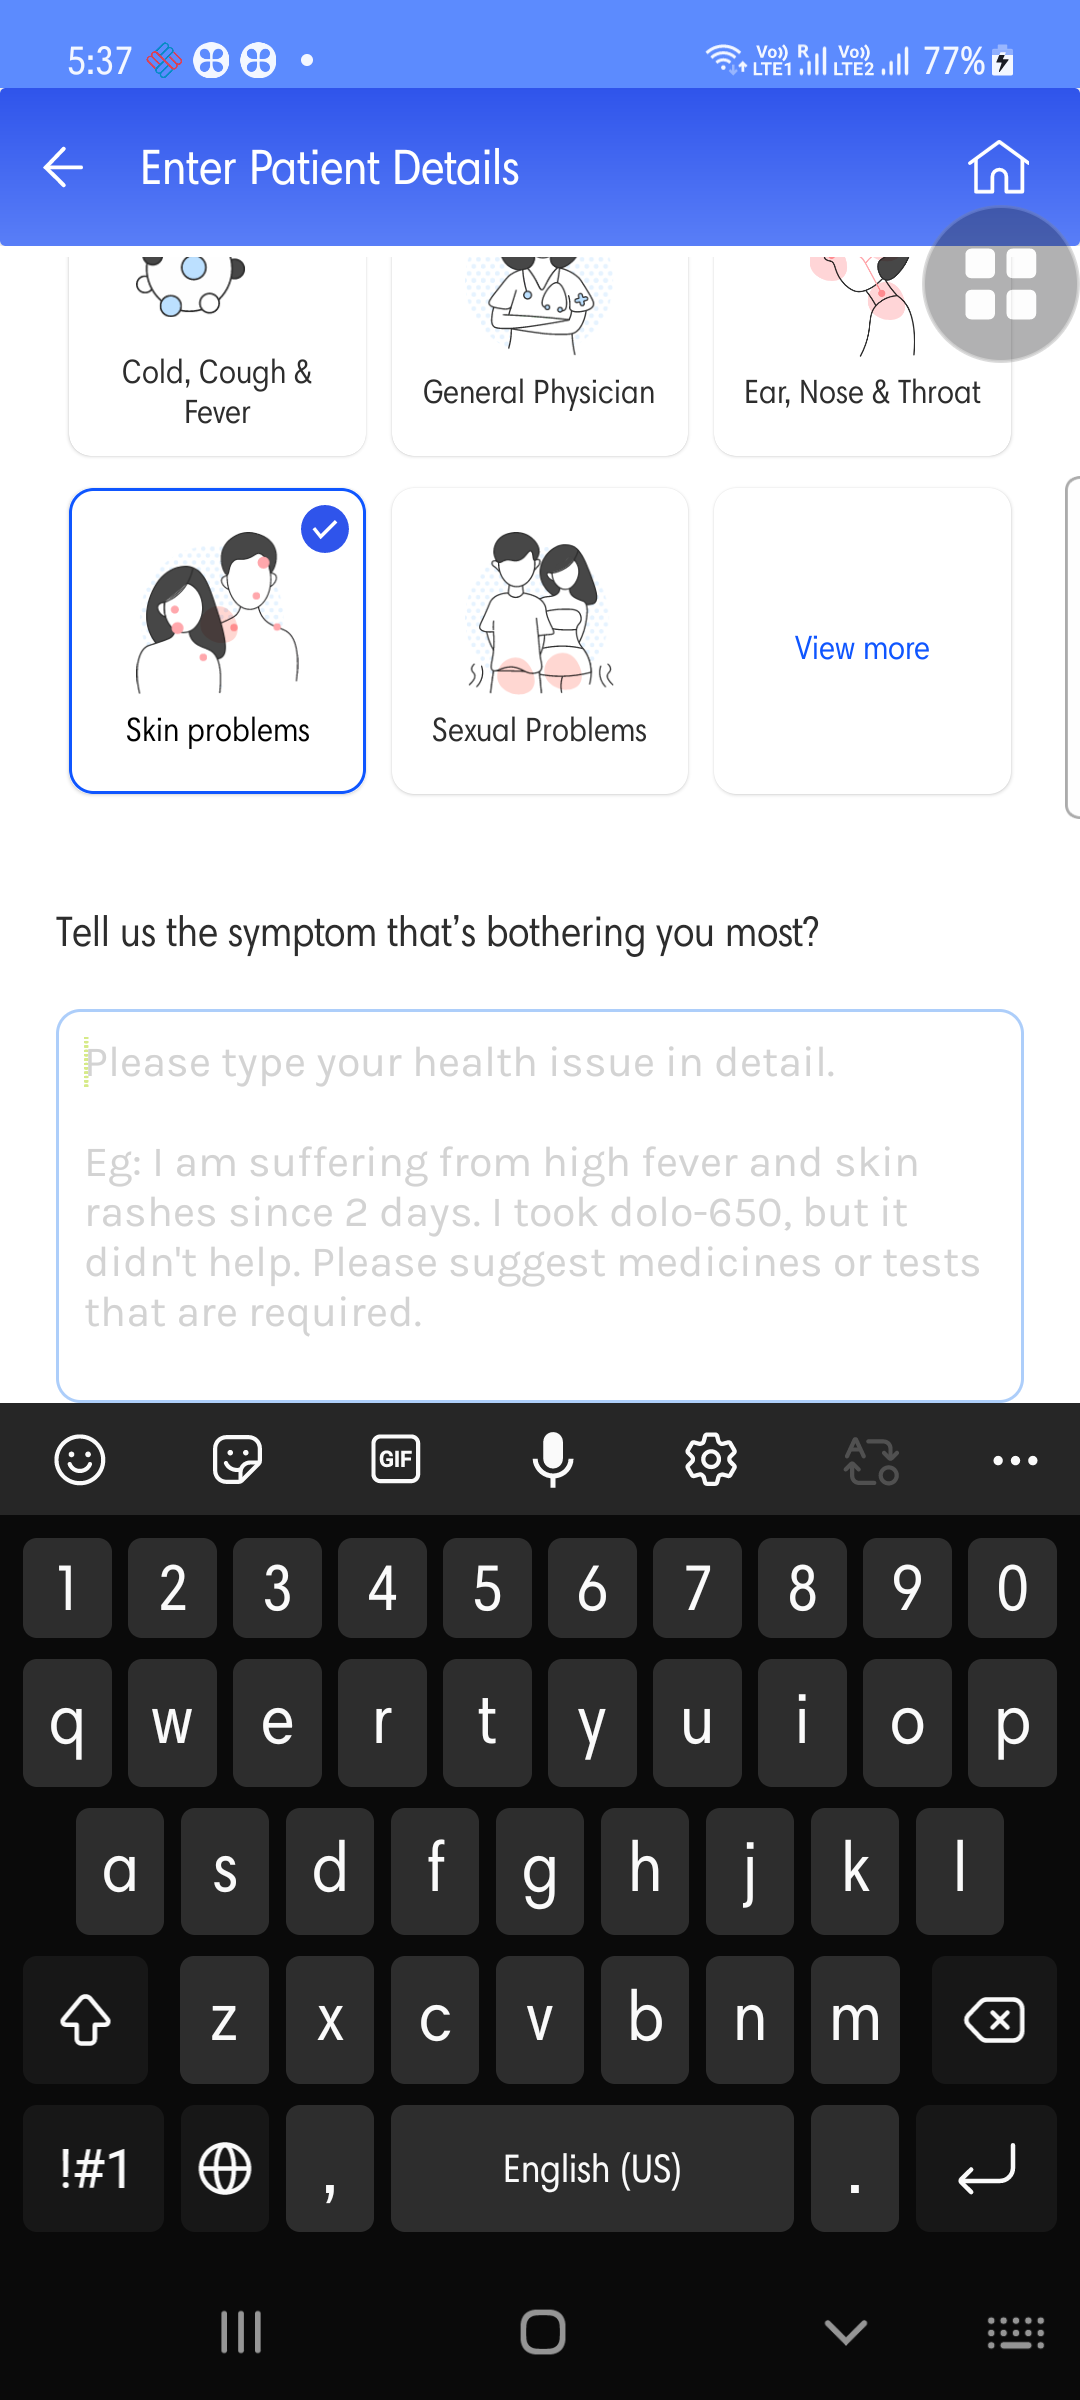 5:37
Vo)) R Vo))
LTE1 LTE2 77%
Enter Patient Details
Cold, Cough &
Fever
General Physician
Ear, Nose & Throat
Skin problems
Sexual Problems
View more
Tell us the symptom that's bothering you most?
Please type your health issue in detail.
Eg: I am suffering from high fever and skin
rashes since 2 days. I took dolo-650, but it
didn't help. Please suggest medicines or tests
that are required.
GIF
1 2 3 4 5 6 7 8 9 0
q w e r t y u i o p
a s d f g h j k l
z x c v b n m
!#1 , English (US) .